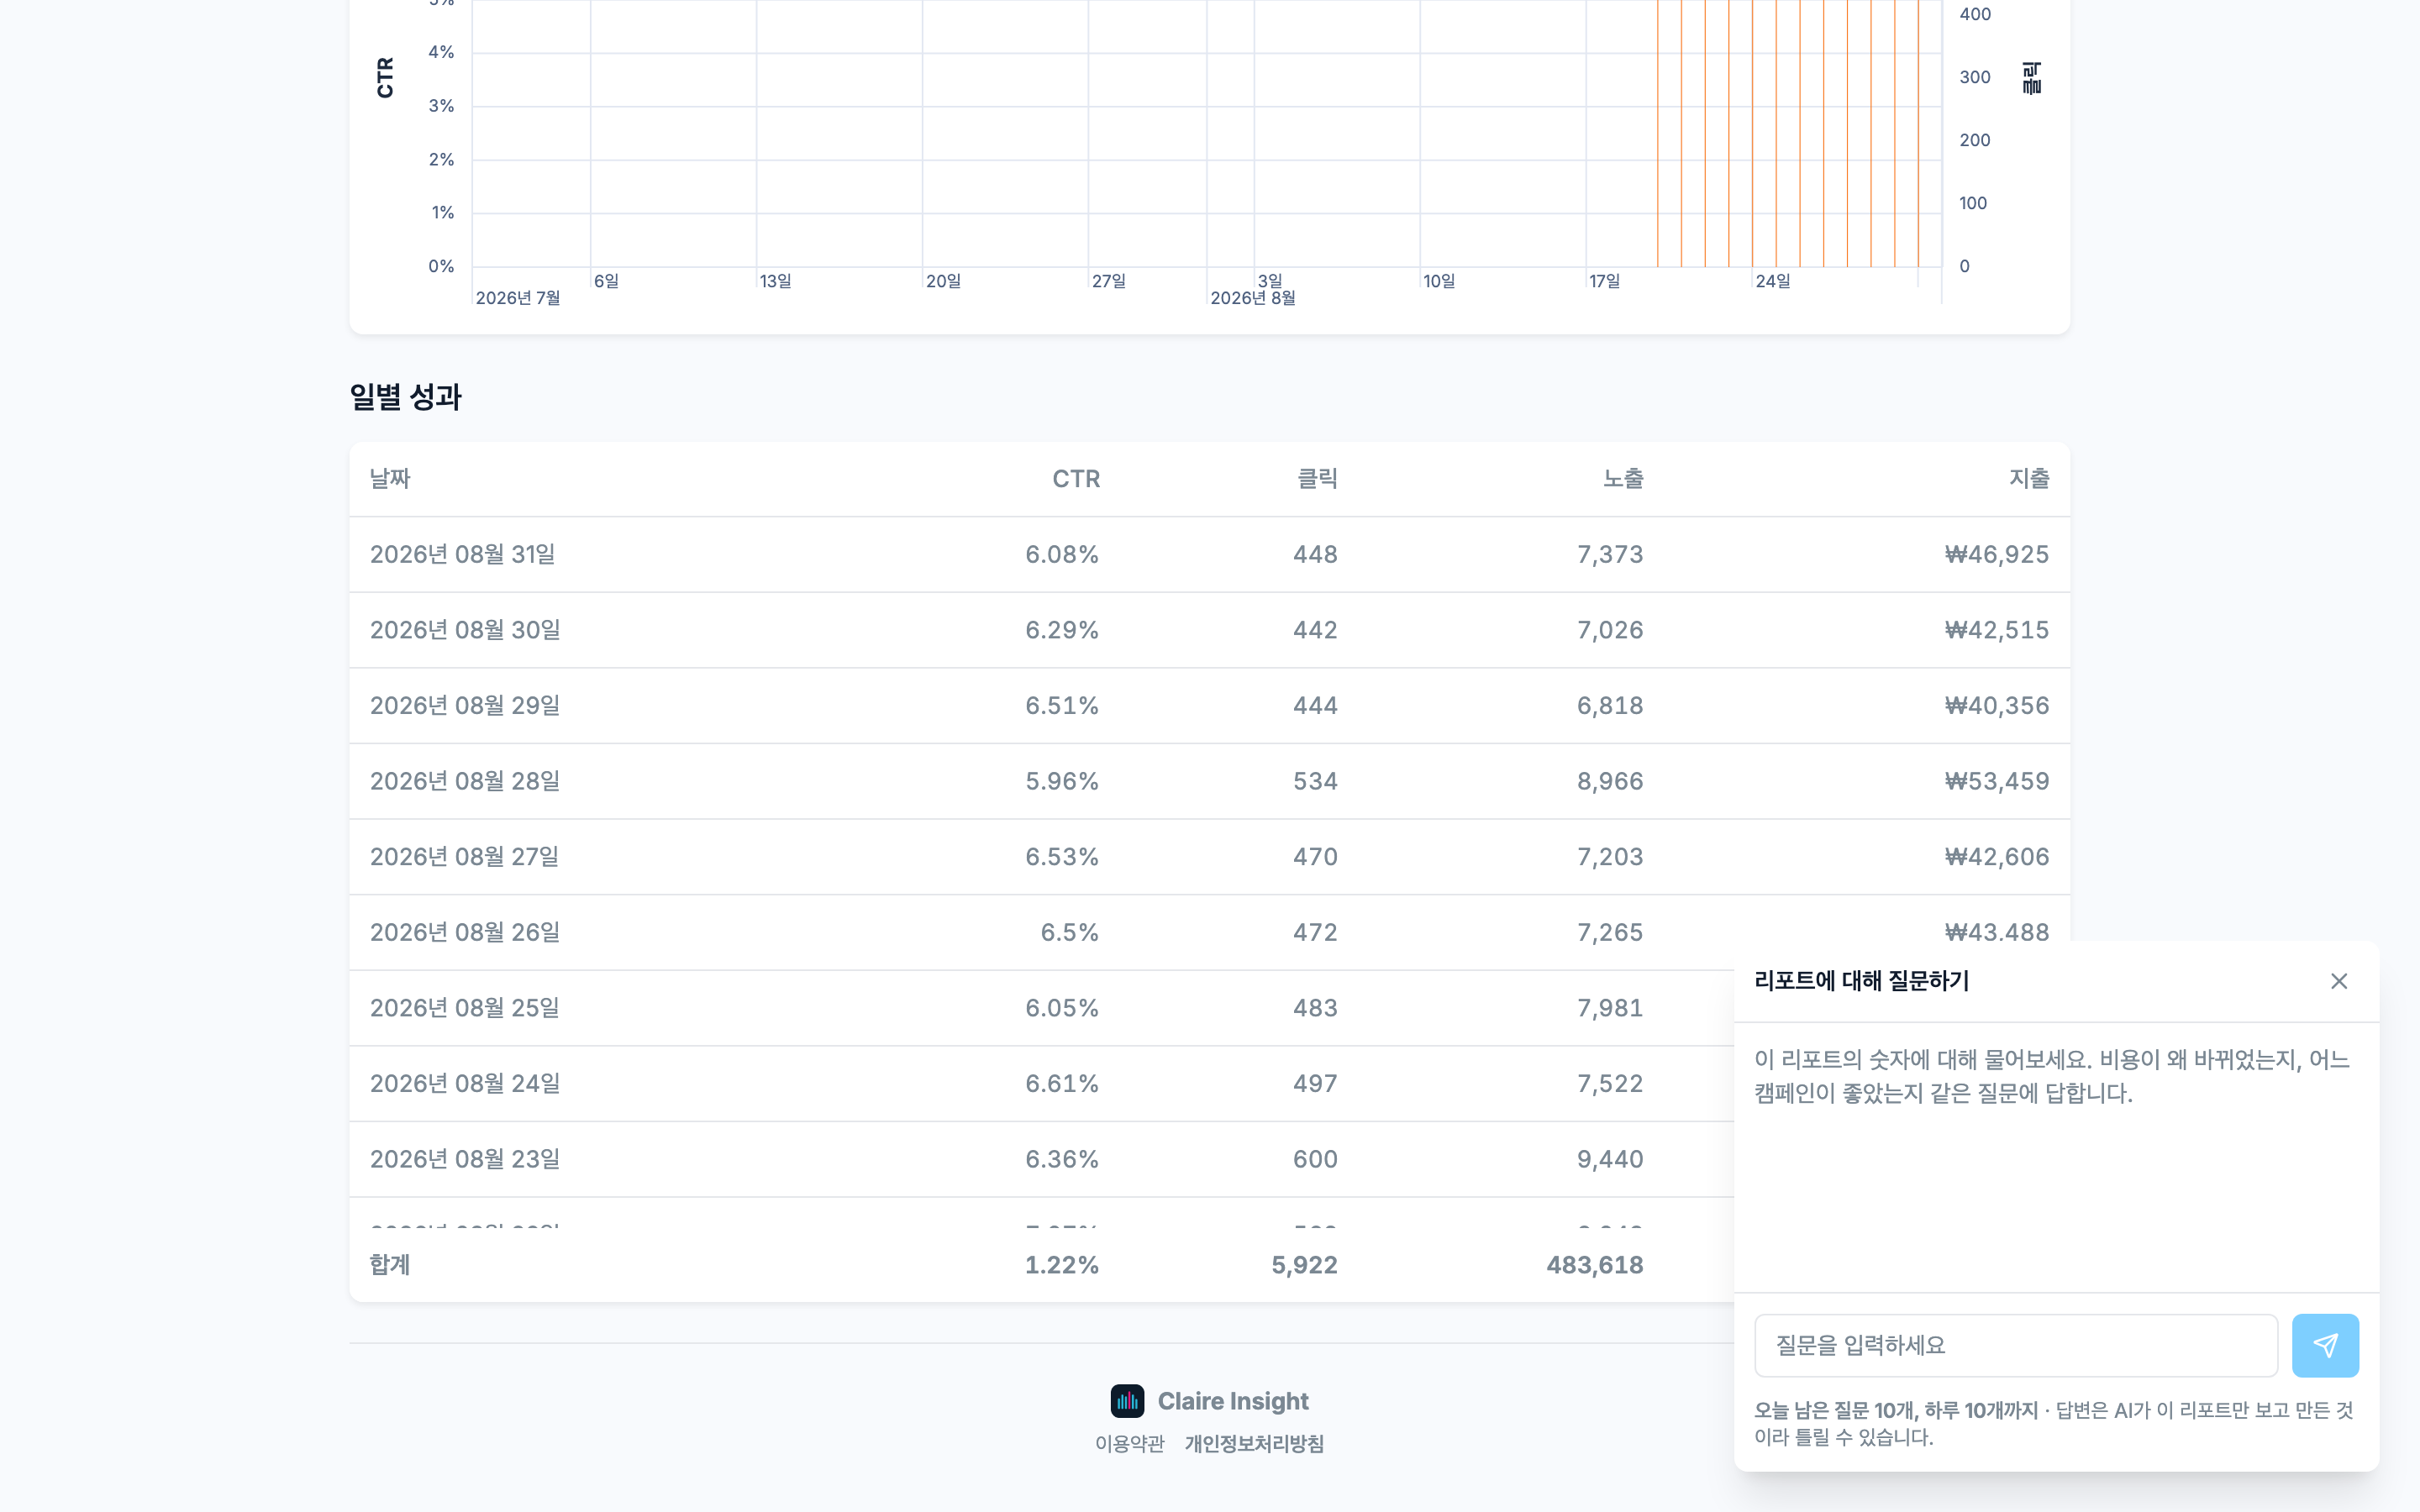 CTR
4%
3%
2%
1%
0%
400
300
200
100
0
클릭
6일
13일
20일
27일
3일
10일
17일
24일
2026년 7월
2026년 8월
일별 성과
날짜 CTR 클릭 노출 지출
2026년 08월 31일 6.08% 448 7,373 ₩46,925
2026년 08월 30일 6.29% 442 7,026 ₩42,515
2026년 08월 29일 6.51% 444 6,818 ₩40,356
2026년 08월 28일 5.96% 534 8,966 ₩53,459
2026년 08월 27일 6.53% 470 7,203 ₩42,606
2026년 08월 26일 6.5% 472 7,265 ₩43,488
2026년 08월 25일 6.05% 483 7,981
2026년 08월 24일 6.61% 497 7,522
2026년 08월 23일 6.36% 600 9,440
합계 1.22% 5,922 483,618
리포트에 대해 질문하기
이 리포트의 숫자에 대해 물어보세요. 비용이 왜 바뀌었는지, 어느
캠페인이 좋았는지 같은 질문에 답합니다.
질문을 입력하세요
오늘 남은 질문 10개, 하루 10개까지 · 답변은 AI가 이 리포트만 보고 만든 것
이라 틀릴 수 있습니다.
Claire Insight
이용약관 개인정보처리방침